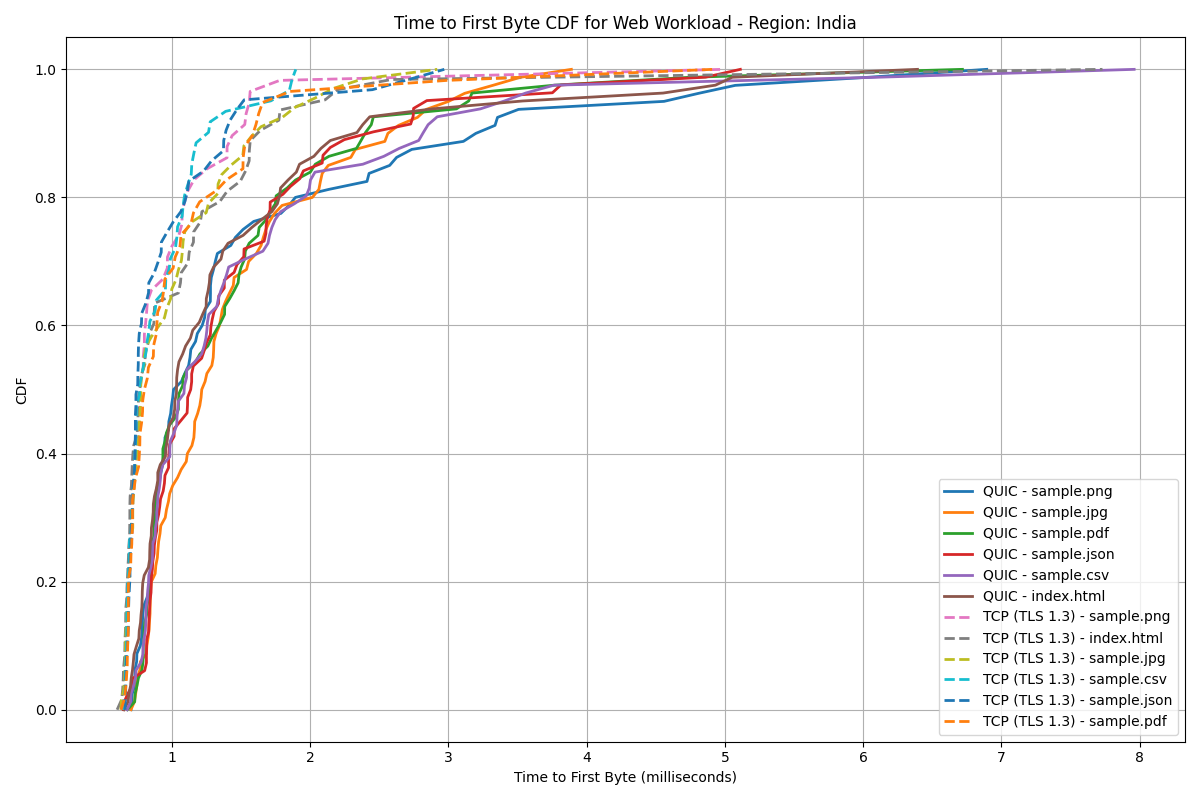 Time to First Byte CDF for Web Workload - Region: India
1.0
0.8
0.6
0.4
0.2
0.0
CDF
QUIC - sample.png
QUIC - sample.jpg
QUIC - sample.pdf
QUIC - sample.json
QUIC - sample.csv
QUIC - index.html
TCP (TLS 1.3) - sample.png
TCP (TLS 1.3) - index.html
TCP (TLS 1.3) - sample.jpg
TCP (TLS 1.3) - sample.csv
TCP (TLS 1.3) - sample.json
TCP (TLS 1.3) - sample.pdf
1 2 3 4 5 6 7 8
Time to First Byte (milliseconds)